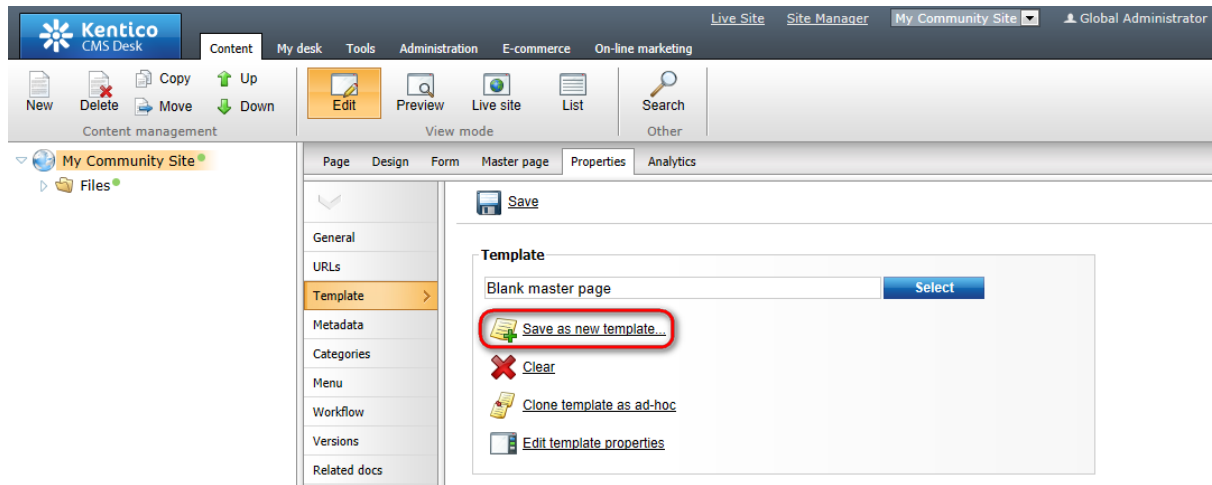 Live Site Site Manager My Community Site Global Administrator
Kentico
CMS Desk
Content My desk Tools Administration E-commerce On-line marketing
Copy Up
New Delete Move Down Edit Preview Live site List Search
Content management View mode Other
My Community Site
Files
Page Design Form Master page Properties Analytics
Save
General
URLs
Template
Metadata
Categories
Menu
Workflow
Versions
Related docs
Template
Blank master page Select
Save as new template...
Clear
Clone template as ad-hoc
Edit template properties